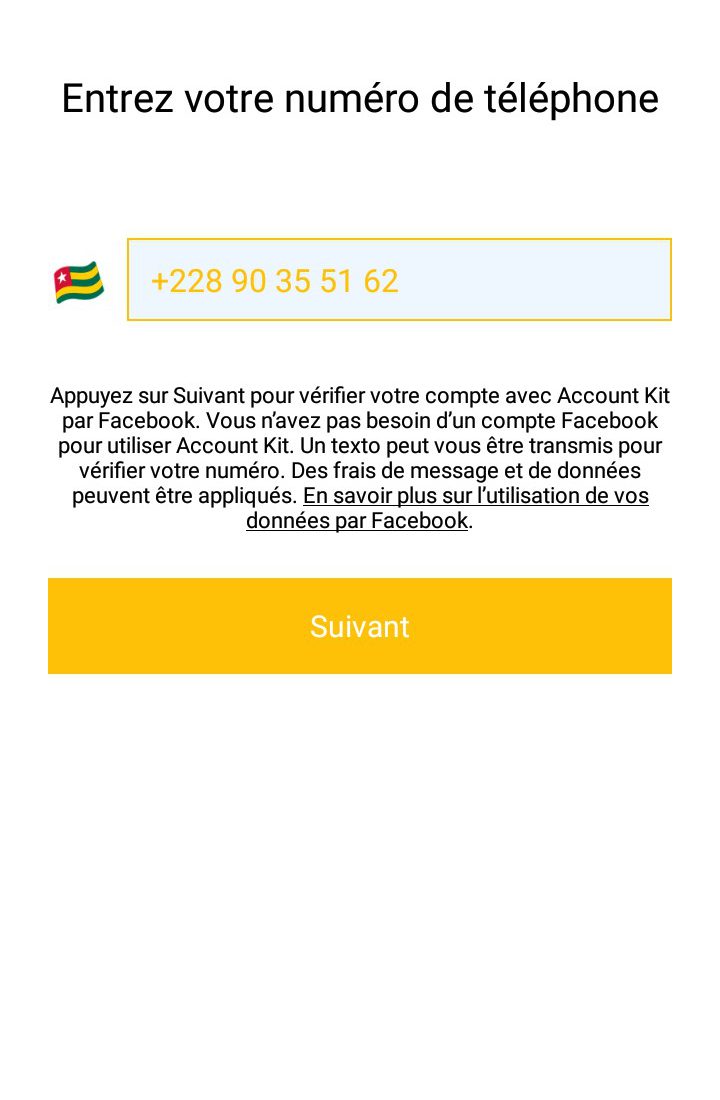 Entrez votre numéro de téléphone
+228 90 35 51 62
Appuyez sur Suivant pour vérifier votre compte avec Account Kit
par Facebook. Vous n’avez pas besoin d’un compte Facebook
pour utiliser Account Kit. Un texto peut vous être transmis pour
vérifier votre numéro. Des frais de message et de données
peuvent être appliqués. En savoir plus sur l’utilisation de vos
données par Facebook.
Suivant